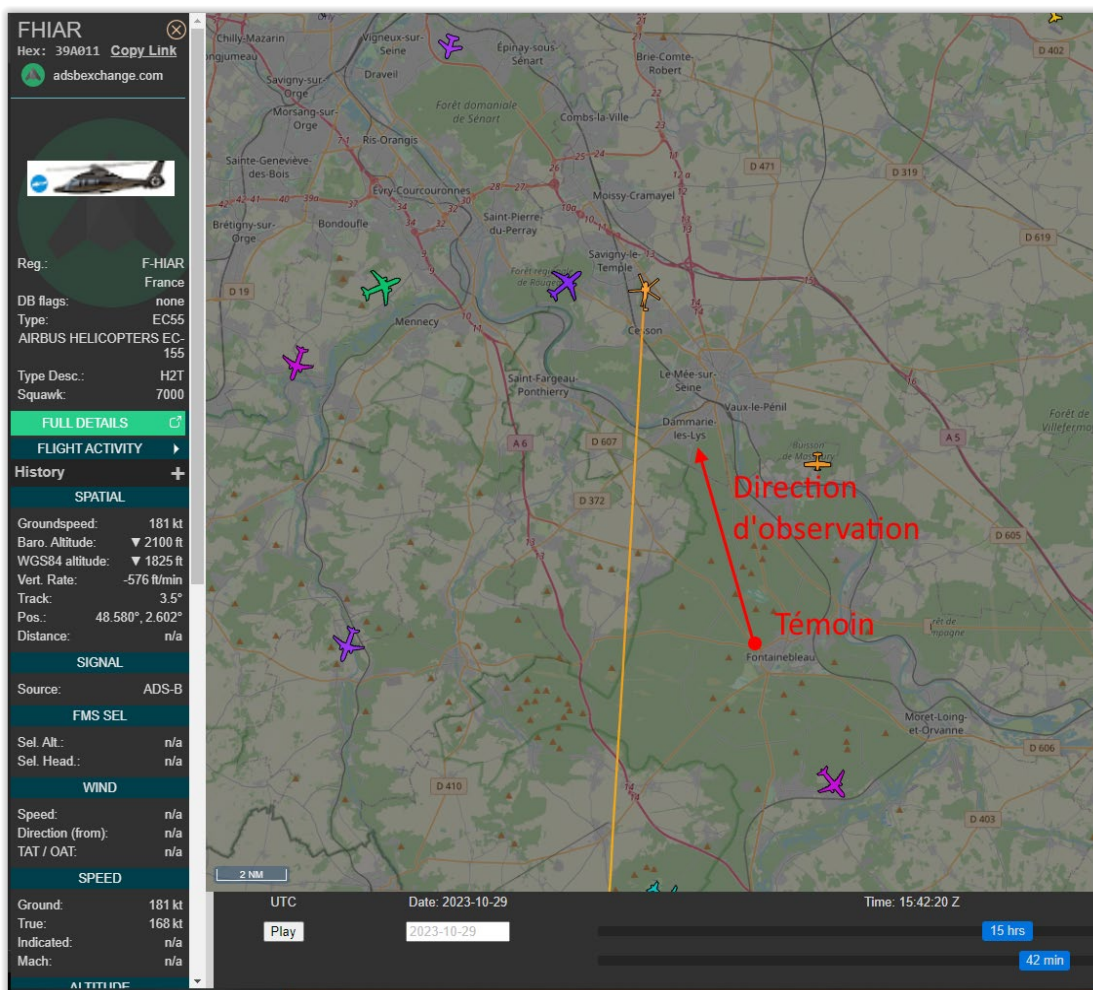 FHIAR
Hex: 39A011 Copy Link
adsbexchange.com
Reg.: F-HIAR
France
DB flags: none
Type: EC55
AIRBUS HELICOPTERS EC-
155
Type Desc.: H2T
Squawk: 7000
FULL DETAILS
FLIGHT ACTIVITY
History +
SPATIAL
Groundspeed: 181 kt
Baro. Altitude: ▼ 2100 ft
WGS84 altitude: ▼ 1825 ft
Vert. Rate: -576 ft/min
Track: 3.5°
Pos.: 48.580°, 2.602°
Distance: n/a
SIGNAL
Source: ADS-B
FMS SEL
Sel. Alt.: n/a
Sel. Head.: n/a
WIND
Speed: n/a
Direction (from): n/a
TAT / OAT: n/a
SPEED
Ground: 181 kt
True: 168 kt
Indicated: n/a
Mach: n/a
ALTITUDE
Chilly-Mazarin
Vigneux-sur-
Seine
Épinay-sous-
Sénart
Brie-Comte-
Robert
D 402
Draveil
Savigny-sur-
Orge
Forêt domaniale
de Sénart
Combs-la-Ville
Morsang-sur-
Orge
Ris-Orangis
D 471
D 319
Sainte-Geneviève-
des-Bois
Évry-Courcouronnes
Moissy-Cramayel
Brétigny-sur-
Orge
Bondoufle
Saint-Pierre-
du-Perray
Savigny-le-
Temple
D 619
D 19
Mennecy
Cesson
Saint-Fargeau-
Ponthierry
Le-Mée-sur-
Seine
Vaux-le-Pénil
Forêt de
Villefermoy
Dammarie-
les-Lys
A 6
D 607
A 5
D 372
Direction
d'observation
D 605
Témoin
Fontainebleau
Moret-Loing-
et-Orvanne
D 606
D 410
D 403
2 NM
UTC Date: 2023-10-29 Time: 15:42:20 Z
Play 2023-10-29 15 hrs
42 min